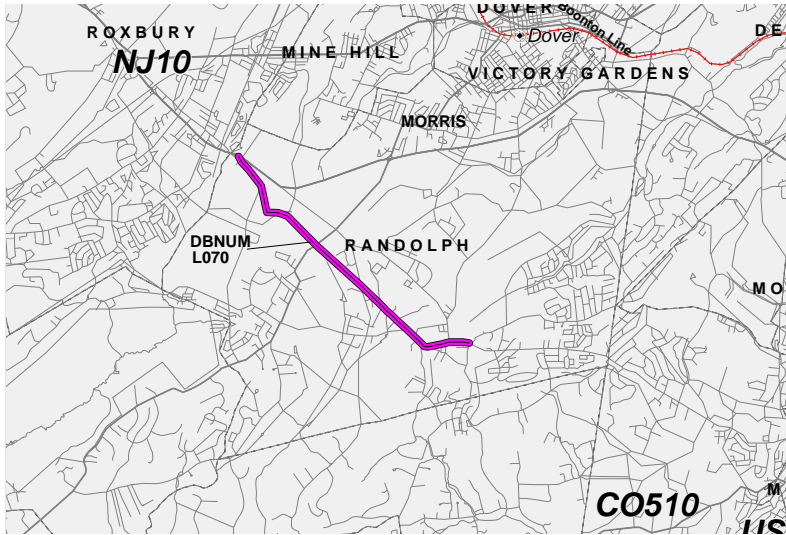 DOVER
Boonton Line
ROXBURY
Dover
DE
MINE HILL
NJ10
VICTORY GARDENS
MORRIS
DBNUM
L070
RANDOLPH
MO
M
CO510
US